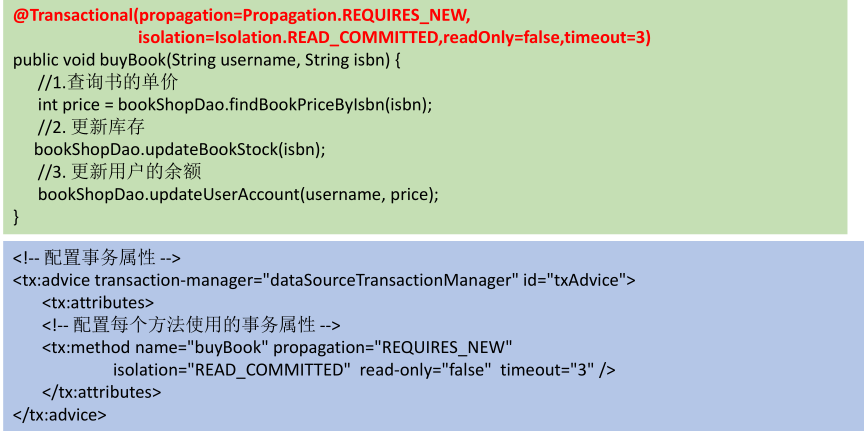 @Transactional(propagation=Propagation.REQUIRES_NEW,
isolation=Isolation.READ_COMMITTED,readOnly=false,timeout=3)
public void buyBook(String username, String isbn) {
//1.查询书的单价
int price = bookShopDao.findBookPriceByIsbn(isbn);
//2. 更新库存
bookShopDao.updateBookStock(isbn);
//3. 更新用户的余额
bookShopDao.updateUserAccount(username, price);
}
<!-- 配置事务属性 -->
<tx:advice transaction-manager="dataSourceTransactionManager" id="txAdvice">
<tx:attributes>
<!-- 配置每个方法使用的事务属性 -->
<tx:method name="buyBook" propagation="REQUIRES_NEW"
isolation="READ_COMMITTED" read-only="false" timeout="3" />
</tx:attributes>
</tx:advice>